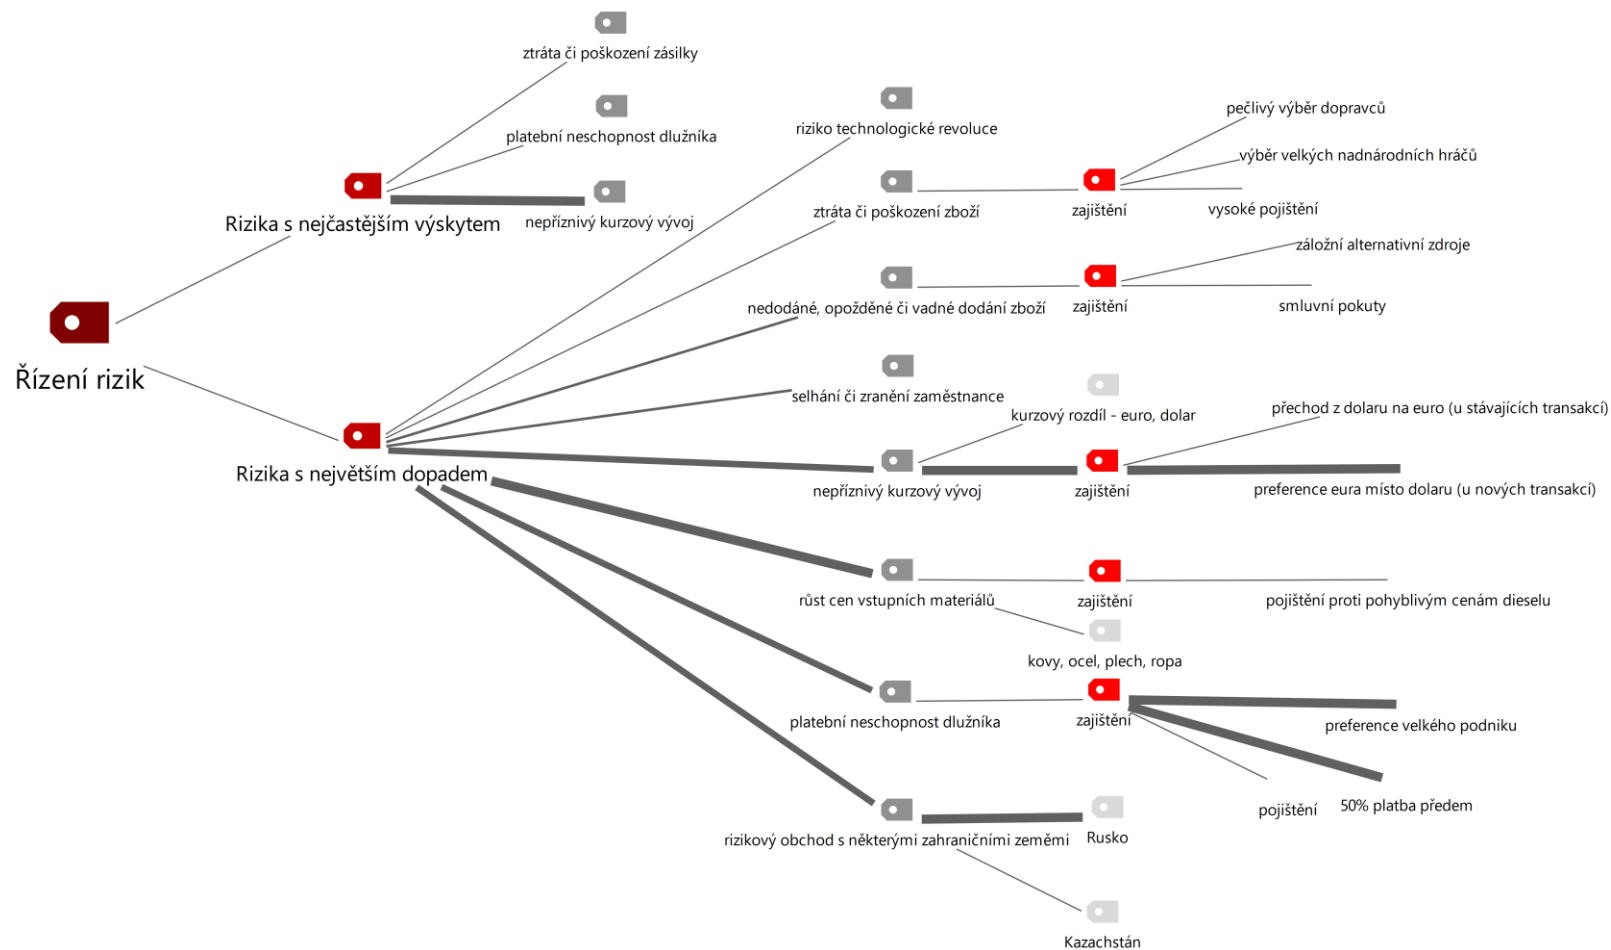 ztráta či poškození zásilky
platební neschopnost dlužníka
Rizika s nejčastějším výskytem
nepříznivý kurzový vývoj
Řízení rizik
Rizika s největším dopadem
riziko technologické revoluce
ztráta či poškození zboží
zajištění
pečlivý výběr dopravců
výběr velkých nadnárodních hráčů
vysoké pojištění
nedodáné, opožděné či vadné dodání zboží
zajištění
záložní alternativní zdroje
smluvní pokuty
selhání či zranění zaměstnance
kurzový rozdíl - euro, dolar
nepříznivý kurzový vývoj
zajištění
přechod z dolaru na euro (u stávajících transakcí)
preference eura místo dolaru (u nových transakcí)
růst cen vstupních materiálů
zajištění
pojištění proti pohyblivým cenám dieselu
kovy, ocel, plech, ropa
platební neschopnost dlužníka
zajištění
preference velkého podniku
50% platba předem
pojištění
rizikový obchod s některými zahraničními zeměmi
Rusko
Kazachstán